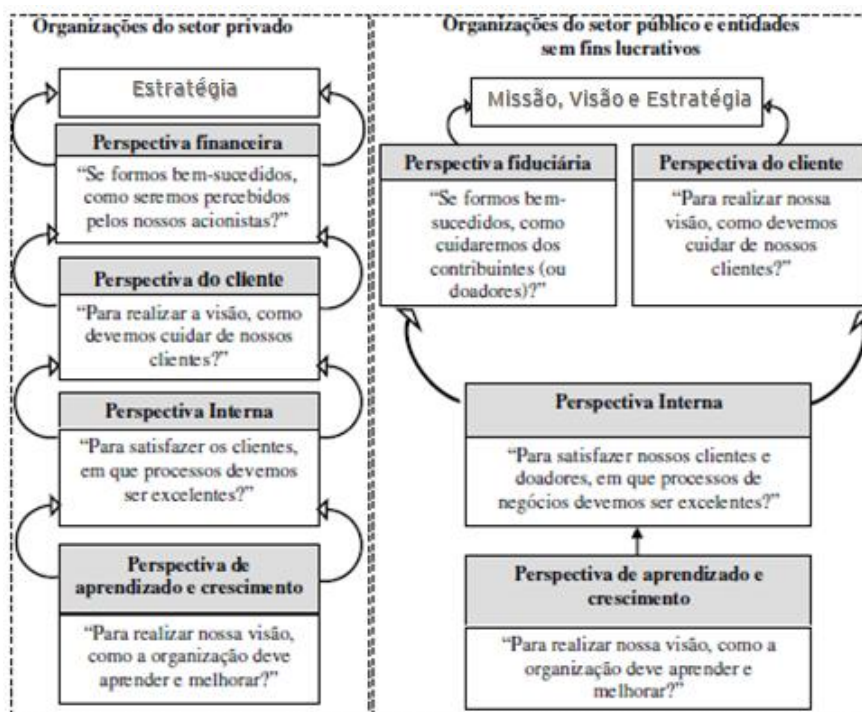 Organizações do setor privado
Estratégia
Perspectiva financeira
“Se formos bem-sucedidos,
como seremos percebidos
pelos nossos acionistas?”
Perspectiva do cliente
“Para realizar a visão, como
devemos cuidar de nossos
clientes?”
Perspectiva Interna
“Para satisfazer os clientes,
em que processos devemos
ser excelentes?”
Perspectiva de
aprendizado e crescimento
“Para realizar nossa visão,
como a organização deve
aprender e melhorar?”
Organizações do setor público e entidades
sem fins lucrativos
Missão, Visão e Estratégia
Perspectiva fiduciária
“Se formos bem-
sucedidos, como
cuidaremos dos
contribuintes (ou
doadores)?”
Perspectiva do cliente
“Para realizar nossa
visão, como devemos
cuidar de nossos
clientes?”
Perspectiva Interna
“Para satisfazer nossos clientes e
doadores, em que processos de
negócios devemos ser excelentes?”
Perspectiva de aprendizado e
crescimento
“Para realizar nossa visão, como a
organização deve aprender e
melhorar?”